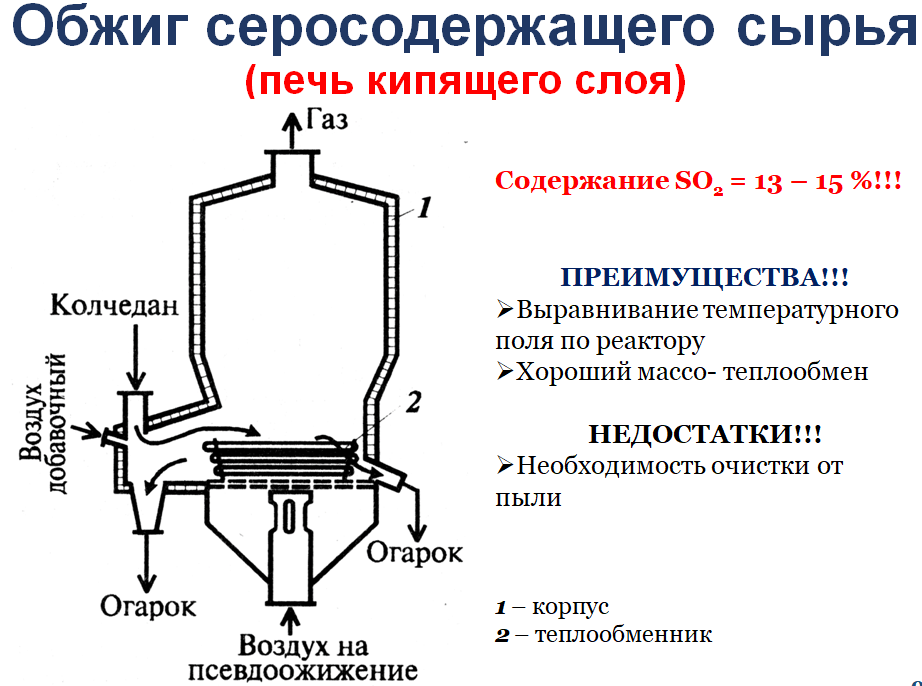 Обжиг серосодержащего сырья
(печь кипящего слоя)
Газ
1
Колчедан
Воздух
добавочный
2
Огарок
Огарок
Воздух на
псевдоожижение
Содержание SO₂ = 13 – 15 %!!!
ПРЕИМУЩЕСТВА!!!
➢Выравнивание температурного
поля по реактору
➢Хороший массо- теплообмен
НЕДОСТАТКИ!!!
➢Необходимость очистки от
пыли
1 – корпус
2 – теплообменник